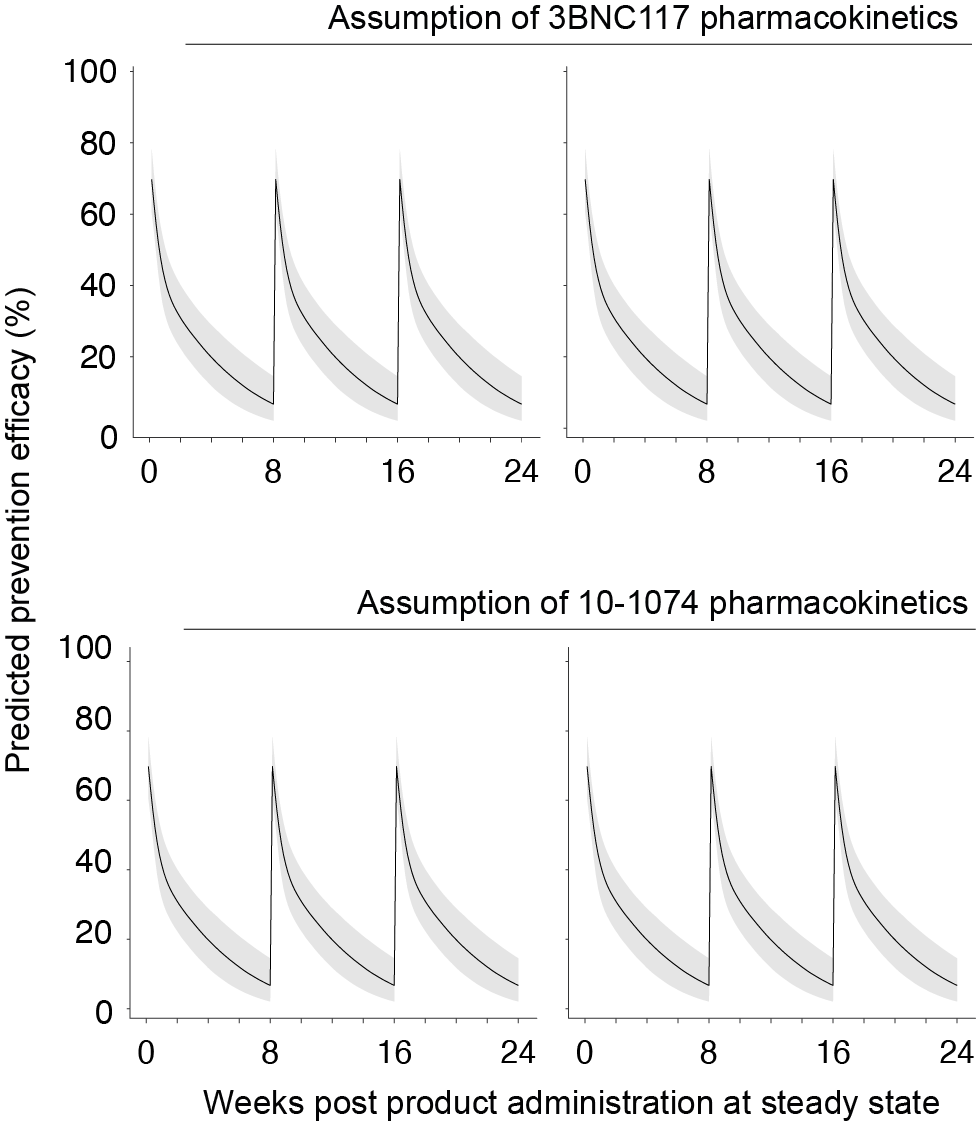 Assumption of 3BNC117 pharmacokinetics
100
80
60
40
20
0
0 8 16 24 0 8 16 24
Predicted prevention efficacy (%)
Assumption of 10-1074 pharmacokinetics
100
80
60
40
20
0
0 8 16 24 0 8 16 24
Weeks post product administration at steady state